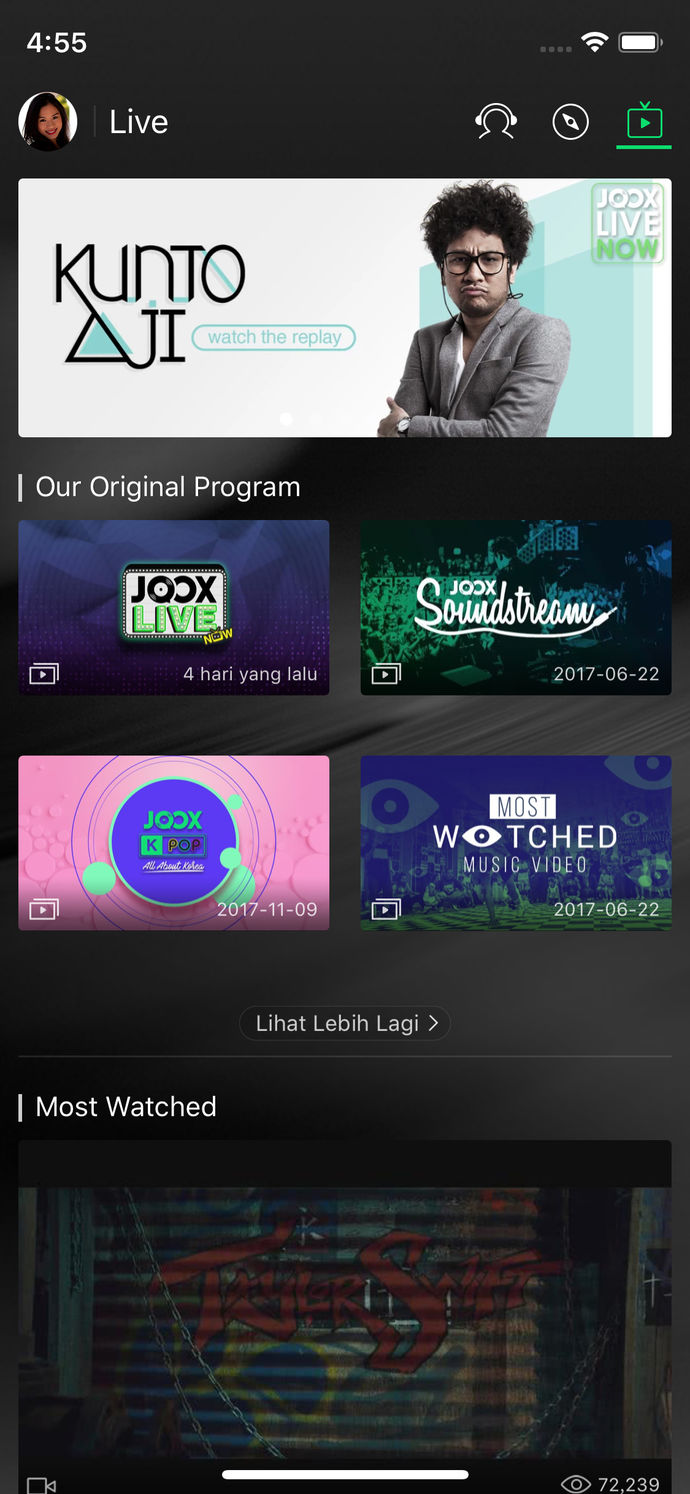 4:55
Live
JOOX
LIVE
NOW
KUNTO
AJI
watch the replay
Our Original Program
JOOX
LIVE
NOW
4 hari yang lalu
JOOX
Soundstream
2017-06-22
JOOX
K POP
All About Korea
2017-11-09
MOST
WATCHED
MUSIC VIDEO
2017-06-22
Lihat Lebih Lagi >
Most Watched
TAYLOR SWIFT
72,239